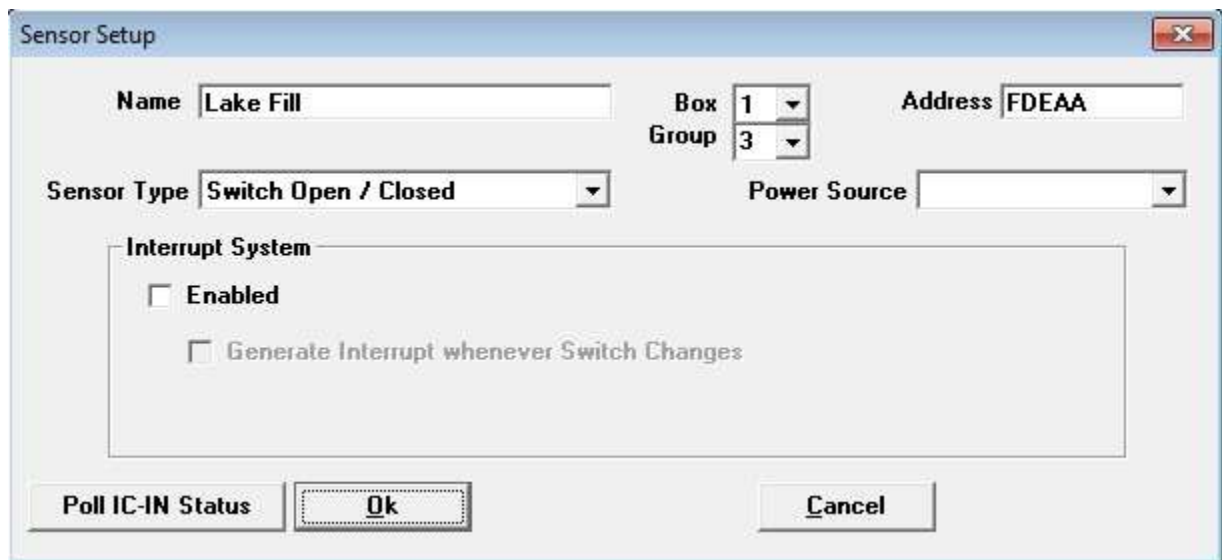 Sensor Setup
Name Lake Fill Box 1 Address FDEAA
Group 3
Sensor Type Switch Open / Closed Power Source
Interrupt System
Enabled
Generate Interrupt whenever Switch Changes
Poll IC-IN Status Ok Cancel